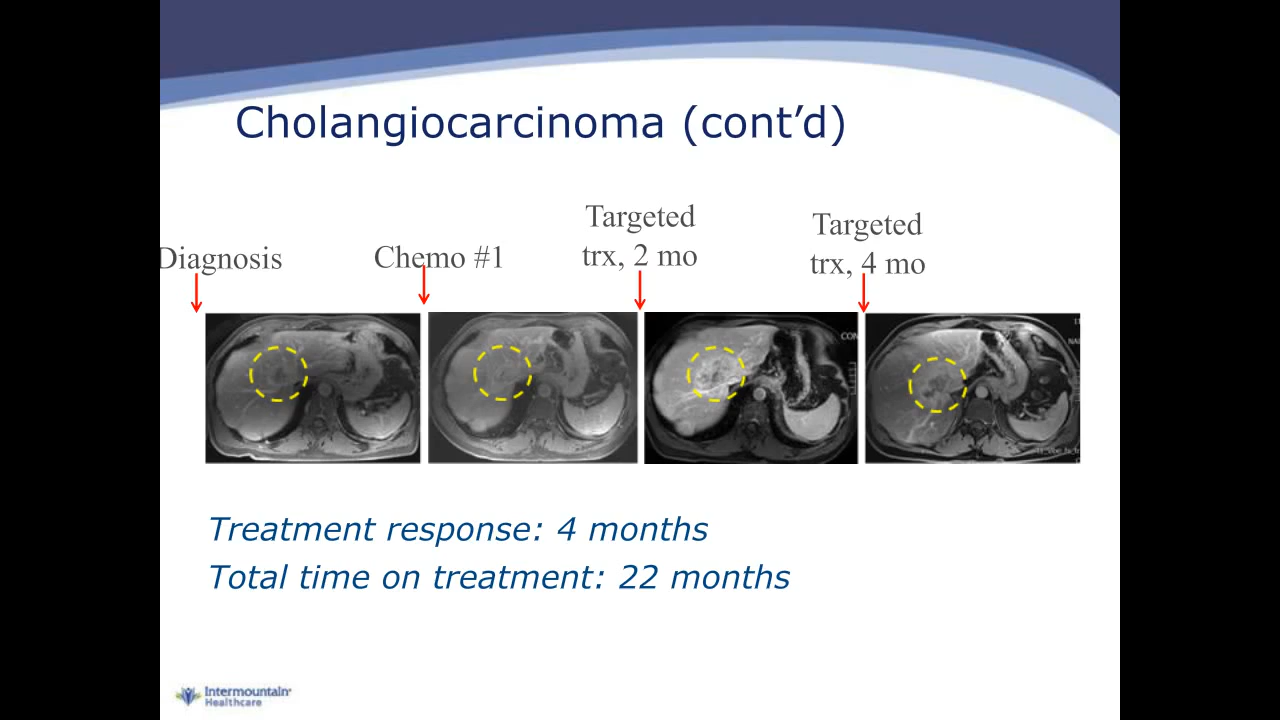 Cholangiocarcinoma (cont’d)
Diagnosis
Chemo #1
Targeted
trx, 2 mo
Targeted
trx, 4 mo
CON
Treatment response: 4 months
Total time on treatment: 22 months
Intermountain
Healthcare